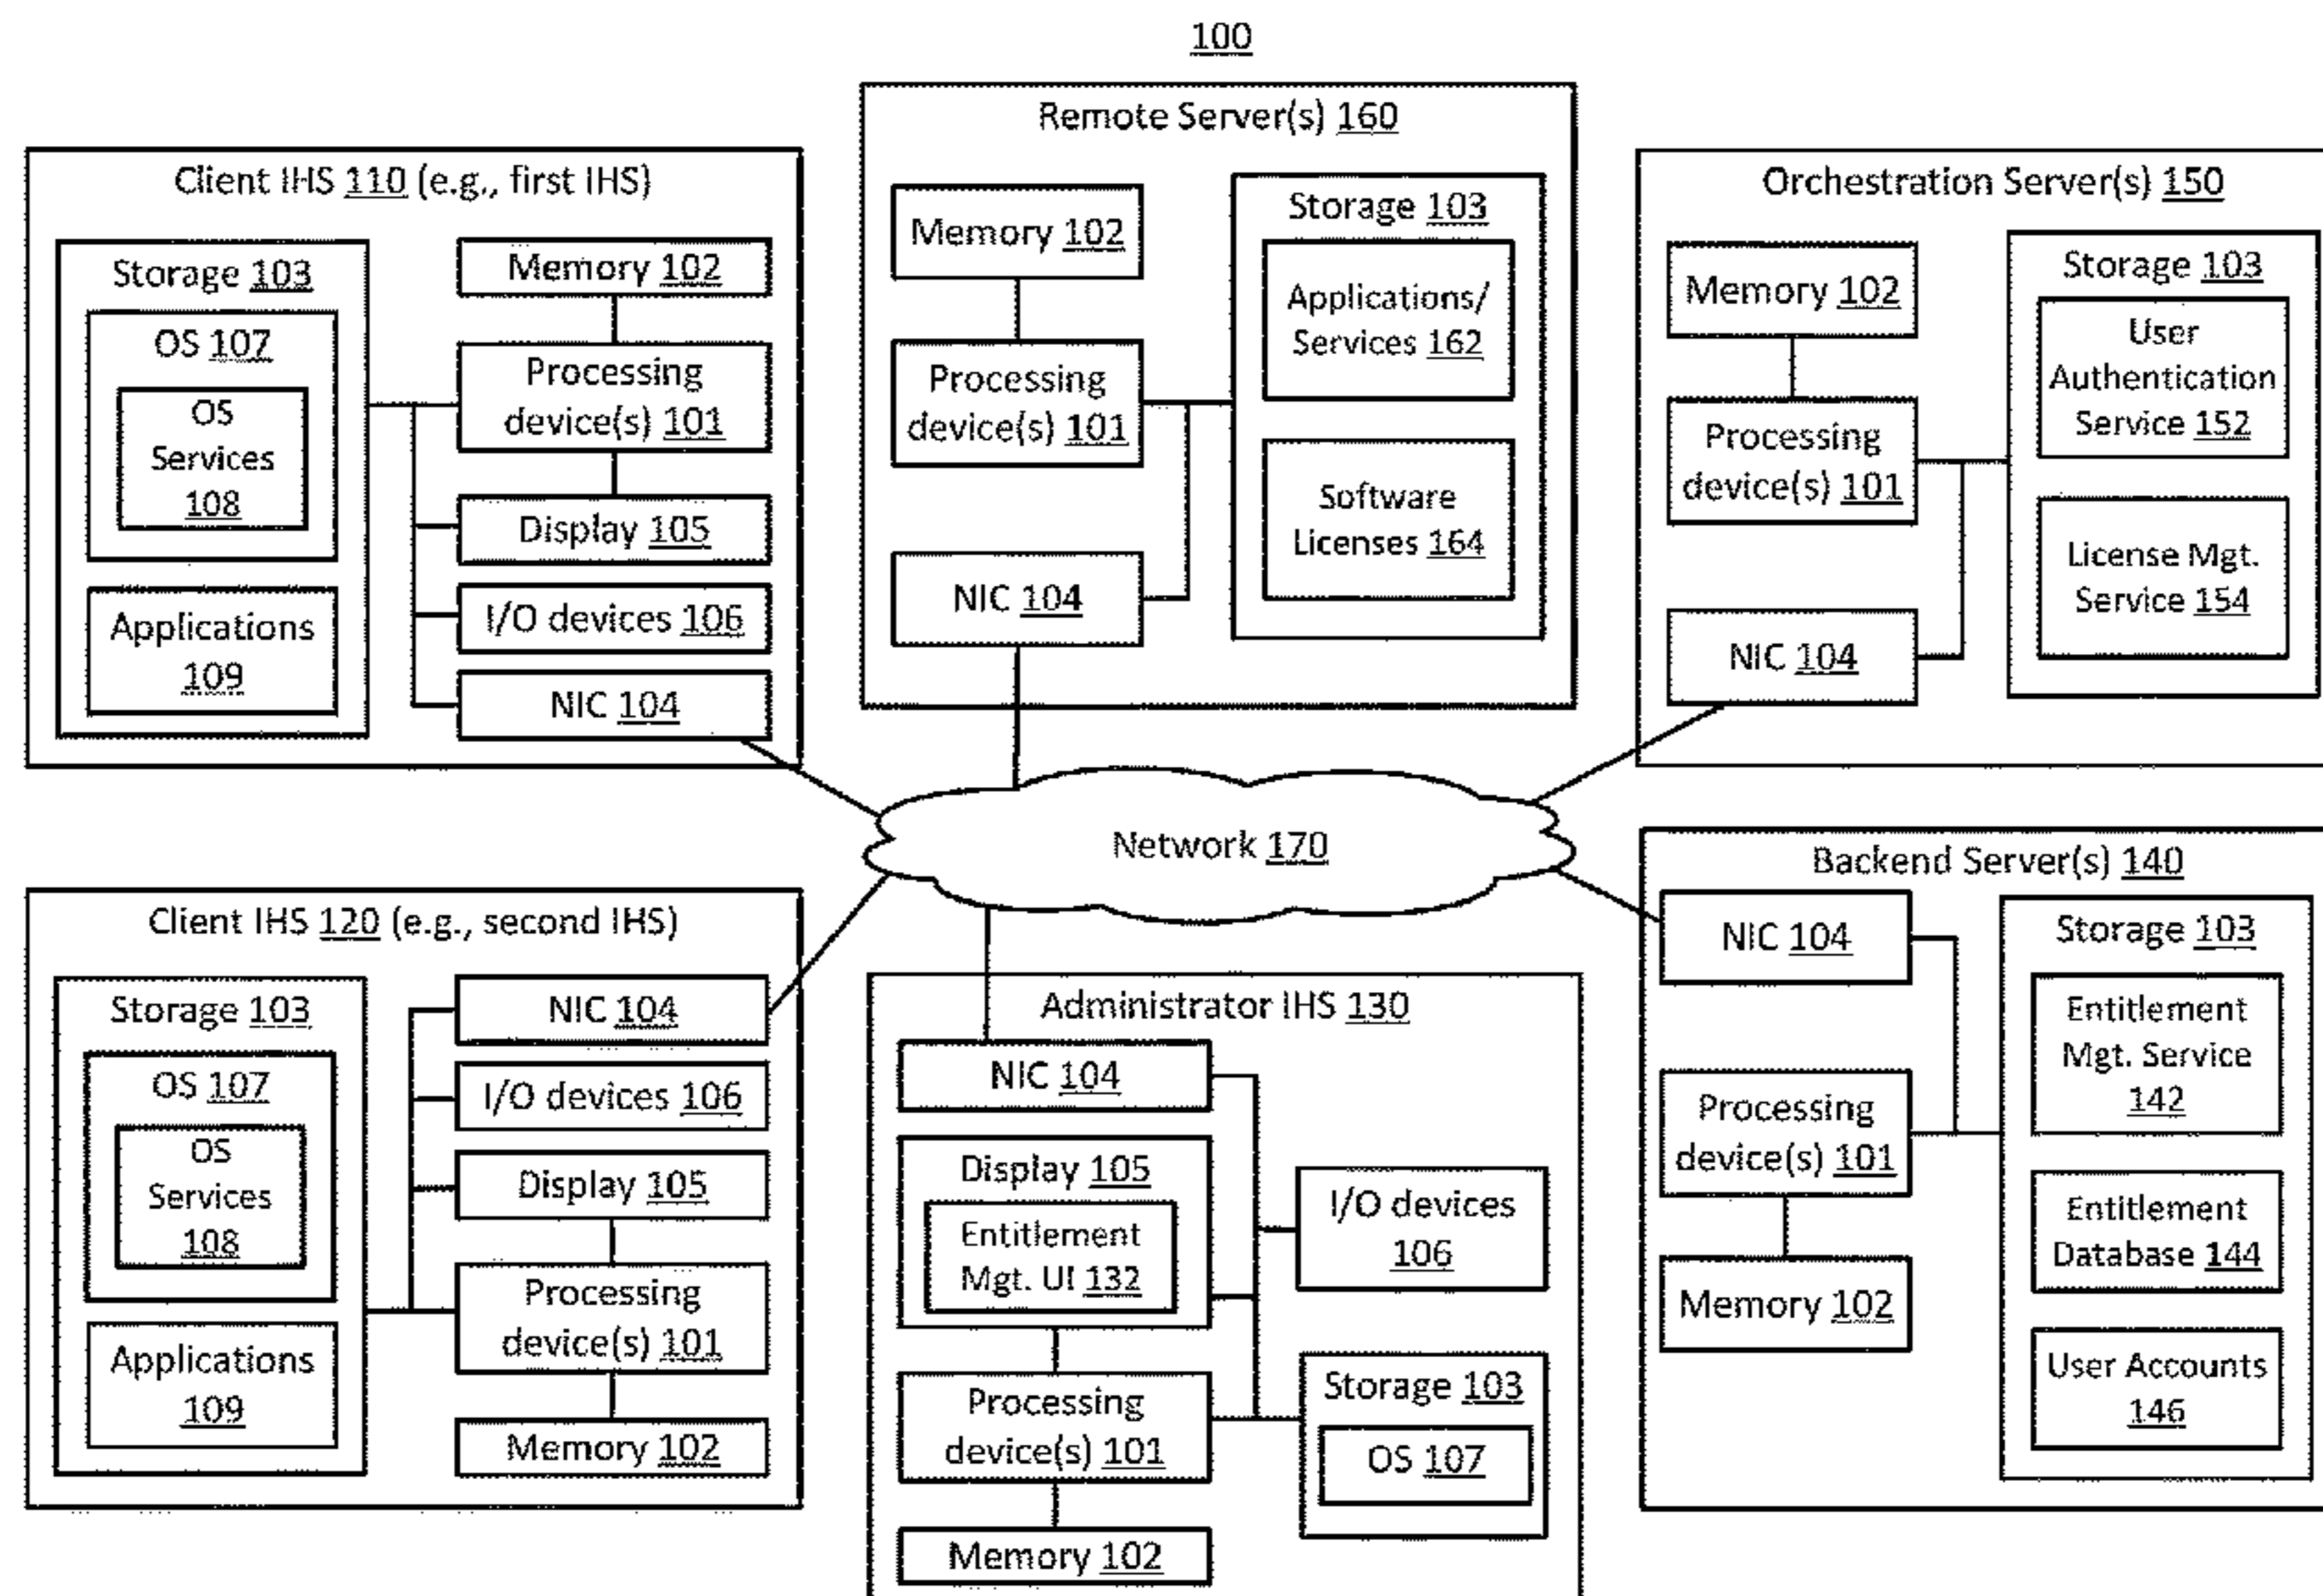 100
Client IHS 110 (e.g., first IHS)
Storage 103
OS 107
OS
Services
108
Applications
109
Memory 102
Processing
device(s) 101
Display 105
I/O devices 106
NIC 104
Remote Server(s) 160
Memory 102
Processing
device(s) 101
NIC 104
Storage 103
Applications/
Services 162
Software
Licenses 164
Orchestration Server(s) 150
Memory 102
Processing
device(s) 101
NIC 104
Storage 103
User
Authentication
Service 152
License Mgt.
Service 154
Network 170
Client IHS 120 (e.g., second IHS)
Storage 103
OS 107
OS
Services
108
Applications
109
NIC 104
I/O devices 106
Display 105
Processing
device(s) 101
Memory 102
Administrator IHS 130
NIC 104
Display 105
Entitlement
Mgt. UI 132
Processing
device(s) 101
Memory 102
I/O devices
106
Storage 103
OS 107
Backend Server(s) 140
NIC 104
Processing
device(s) 101
Memory 102
Storage 103
Entitlement
Mgt. Service
142
Entitlement
Database 144
User Accounts
146